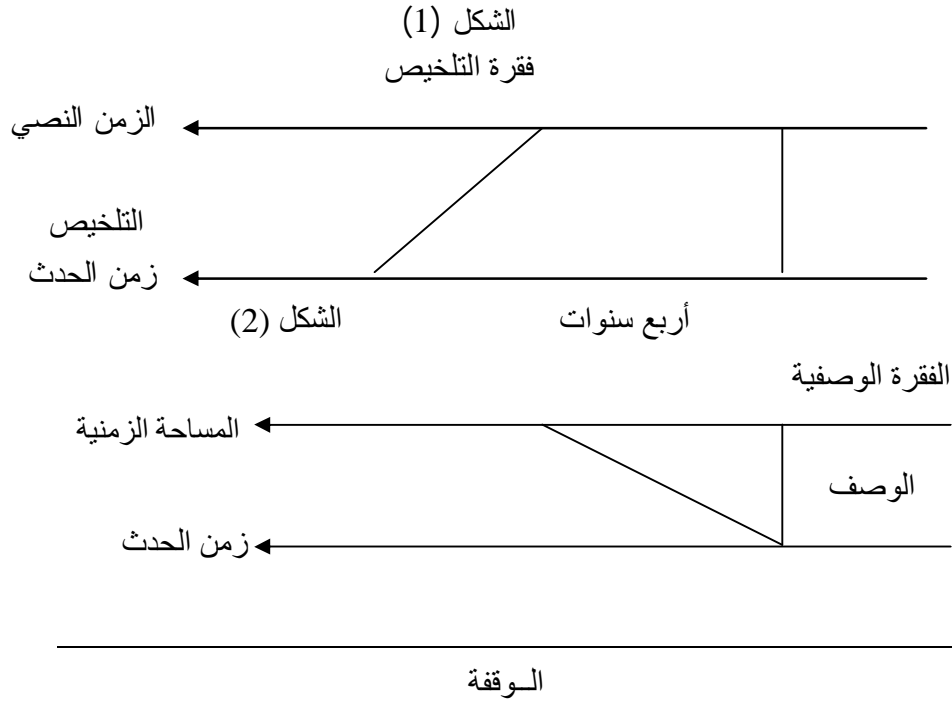 الشكل (1)
فقرة التلخيص
الزمن النصي
التلخيص
زمن الحدث
أربع سنوات
الشكل (2)
الفقرة الوصفية
المساحة الزمنية
الوصف
زمن الحدث
الــوقفة